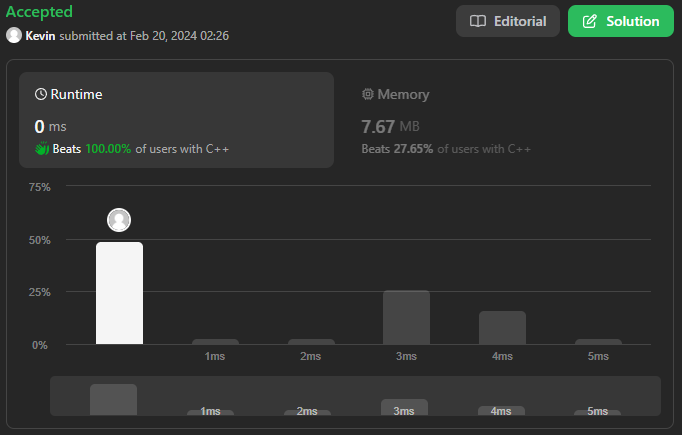 Accepted
Editorial
Solution
Kevin submitted at Feb 20, 2024 02:26
Runtime
0 ms
Beats 100.00% of users with C++
Memory
7.67 MB
Beats 27.65% of users with C++
75%
50%
25%
0%
1ms 2ms 3ms 4ms 5ms
1ms 2ms 3ms 4ms 5ms